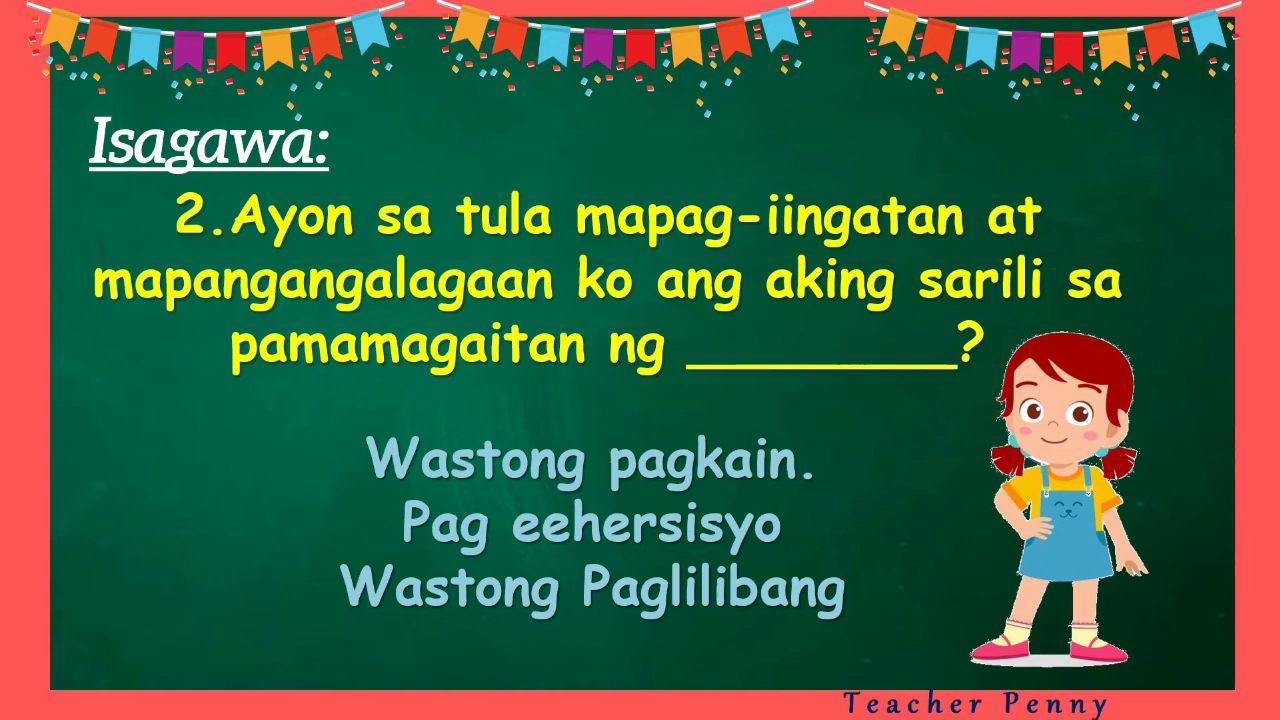 Isagawa:
2.Ayon sa tula mapag-iingatan at
mapangangalagaan ko ang aking sarili sa
pamamagaitan ng __________?
Wastong pagkain.
Pag eehersisyo
Wastong Paglilibang
Teacher Penny